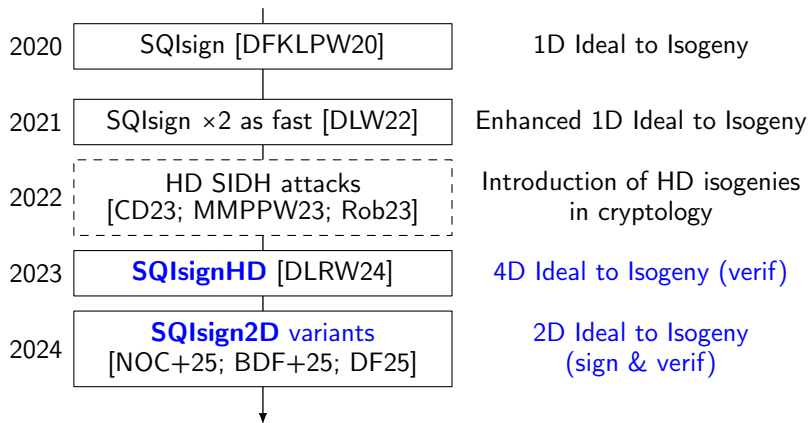 2020
SQIsign [DFKLPW20]
1D Ideal to Isogeny
2021
SQIsign ×2 as fast [DLW22]
Enhanced 1D Ideal to Isogeny
2022
HD SIDH attacks
[CD23; MMPPW23; Rob23]
Introduction of HD isogenies
in cryptology
2023
SQIsignHD [DLRW24]
4D Ideal to Isogeny (verif)
2024
SQIsign2D variants
[NOC+25; BDF+25; DF25]
2D Ideal to Isogeny
(sign & verif)